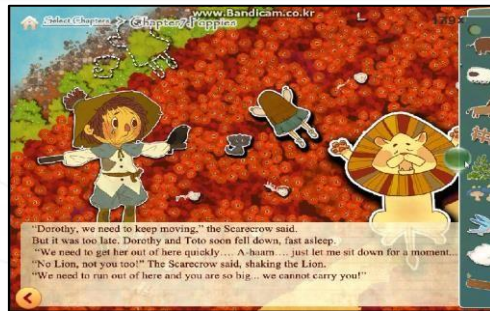 www.Bandicam.co.kr
Select Chapters > Chapter7.Poppies
"Dorothy, we need to keep moving," the Scarecrow said.
But it was too late. Dorothy and Toto soon fell down, fast asleep.
"We need to get her out of here quickly.... A-haam.... just let me sit down for a moment...
"No Lion, not you too!" The Scarecrow said, shaking the Lion.
"We need to run out of here and you are so big... we cannot carry you!"